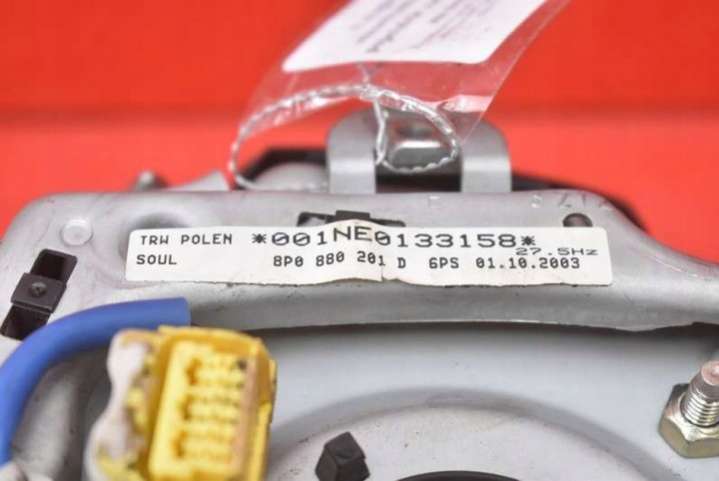 TRW POLEN *001NE0133158*
27.5Hz
SOUL 8P0 880 201 D 6PS 01.10.2003